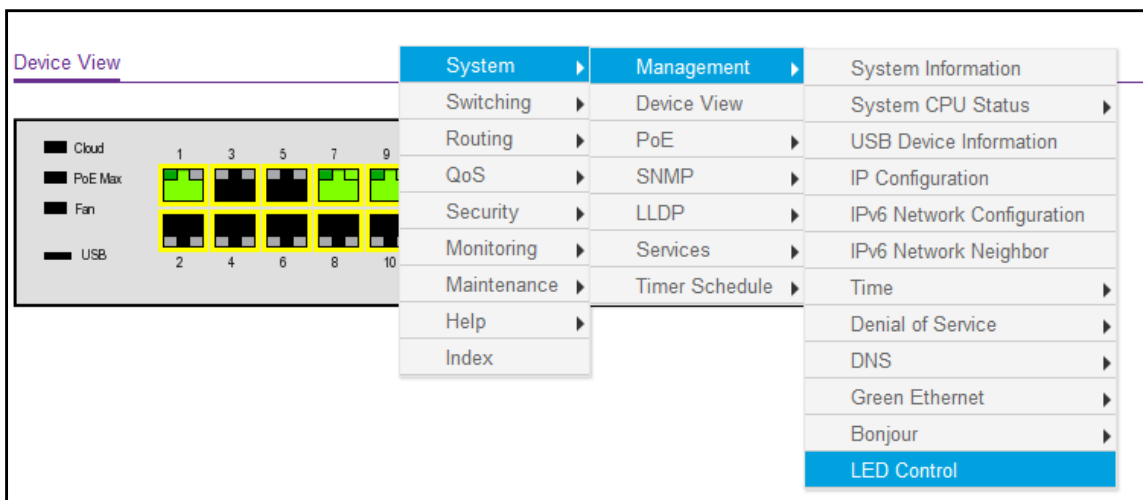 Device View
Cloud
PoE Max
Fan
USB
1 3 5 7 9
2 4 6 8 10
System
Switching
Routing
QoS
Security
Monitoring
Maintenance
Help
Index
Management
Device View
PoE
SNMP
LLDP
Services
Timer Schedule
System Information
System CPU Status
USB Device Information
IP Configuration
IPv6 Network Configuration
IPv6 Network Neighbor
Time
Denial of Service
DNS
Green Ethernet
Bonjour
LED Control